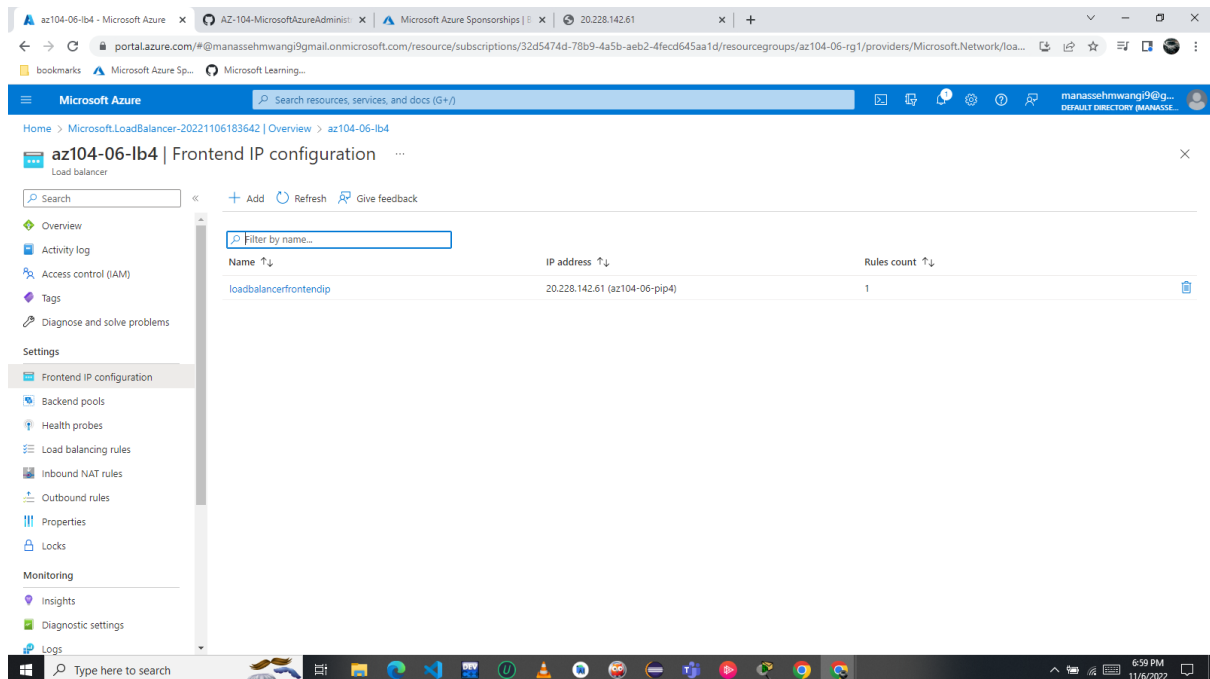 az104-06-lb4 - Microsoft Azure
AZ-104-MicrosoftAzureAdminist
Microsoft Azure Sponsorships | E
20.228.142.61
portal.azure.com/#@manassehmwangi9gmail.onmicrosoft.com/resource/subscriptions/32d5474d-78b9-4a5b-aeb2-4fecd645aa1d/resourcegroups/az104-06-rg1/providers/Microsoft.Network/loa...
bookmarks Microsoft Azure Sp... Microsoft Learning...
Microsoft Azure
Search resources, services, and docs (G+/)
1
manassehmwangi9@g...
DEFAULT DIRECTORY (MANASSE...
Home > Microsoft.LoadBalancer-20221106183642 | Overview > az104-06-lb4
az104-06-lb4 | Frontend IP configuration ...
Load balancer
Search
Add Refresh Give feedback
Overview
Activity log
Access control (IAM)
Tags
Diagnose and solve problems
Settings
Frontend IP configuration
Backend pools
Health probes
Load balancing rules
Inbound NAT rules
Outbound rules
Properties
Locks
Monitoring
Insights
Diagnostic settings
Logs
Filter by name...
Name IP address Rules count
loadbalancerfrontendip 20.228.142.61 (az104-06-pip4) 1
Type here to search
DEV
6:59 PM
11/6/2022